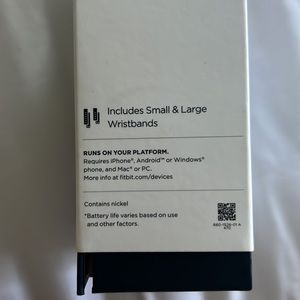 Includes Small & Large
Wristbands
RUNS ON YOUR PLATFORM.
Requires iPhone®, Android™ or Windows®
phone, and Mac® or PC.
More info at fitbit.com/devices
Contains nickel
*Battery life varies based on use
and other factors.